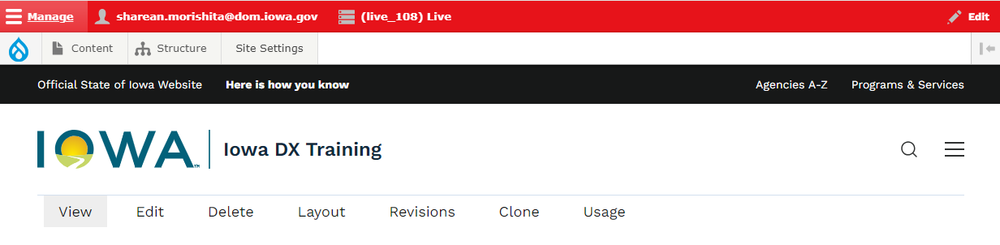 Manage sharean.morishita@dom.iowa.gov (live_108) Live Edit
Content Structure Site Settings
Official State of Iowa Website Here is how you know Agencies A-Z Programs & Services
IOWA™ Iowa DX Training
View Edit Delete Layout Revisions Clone Usage